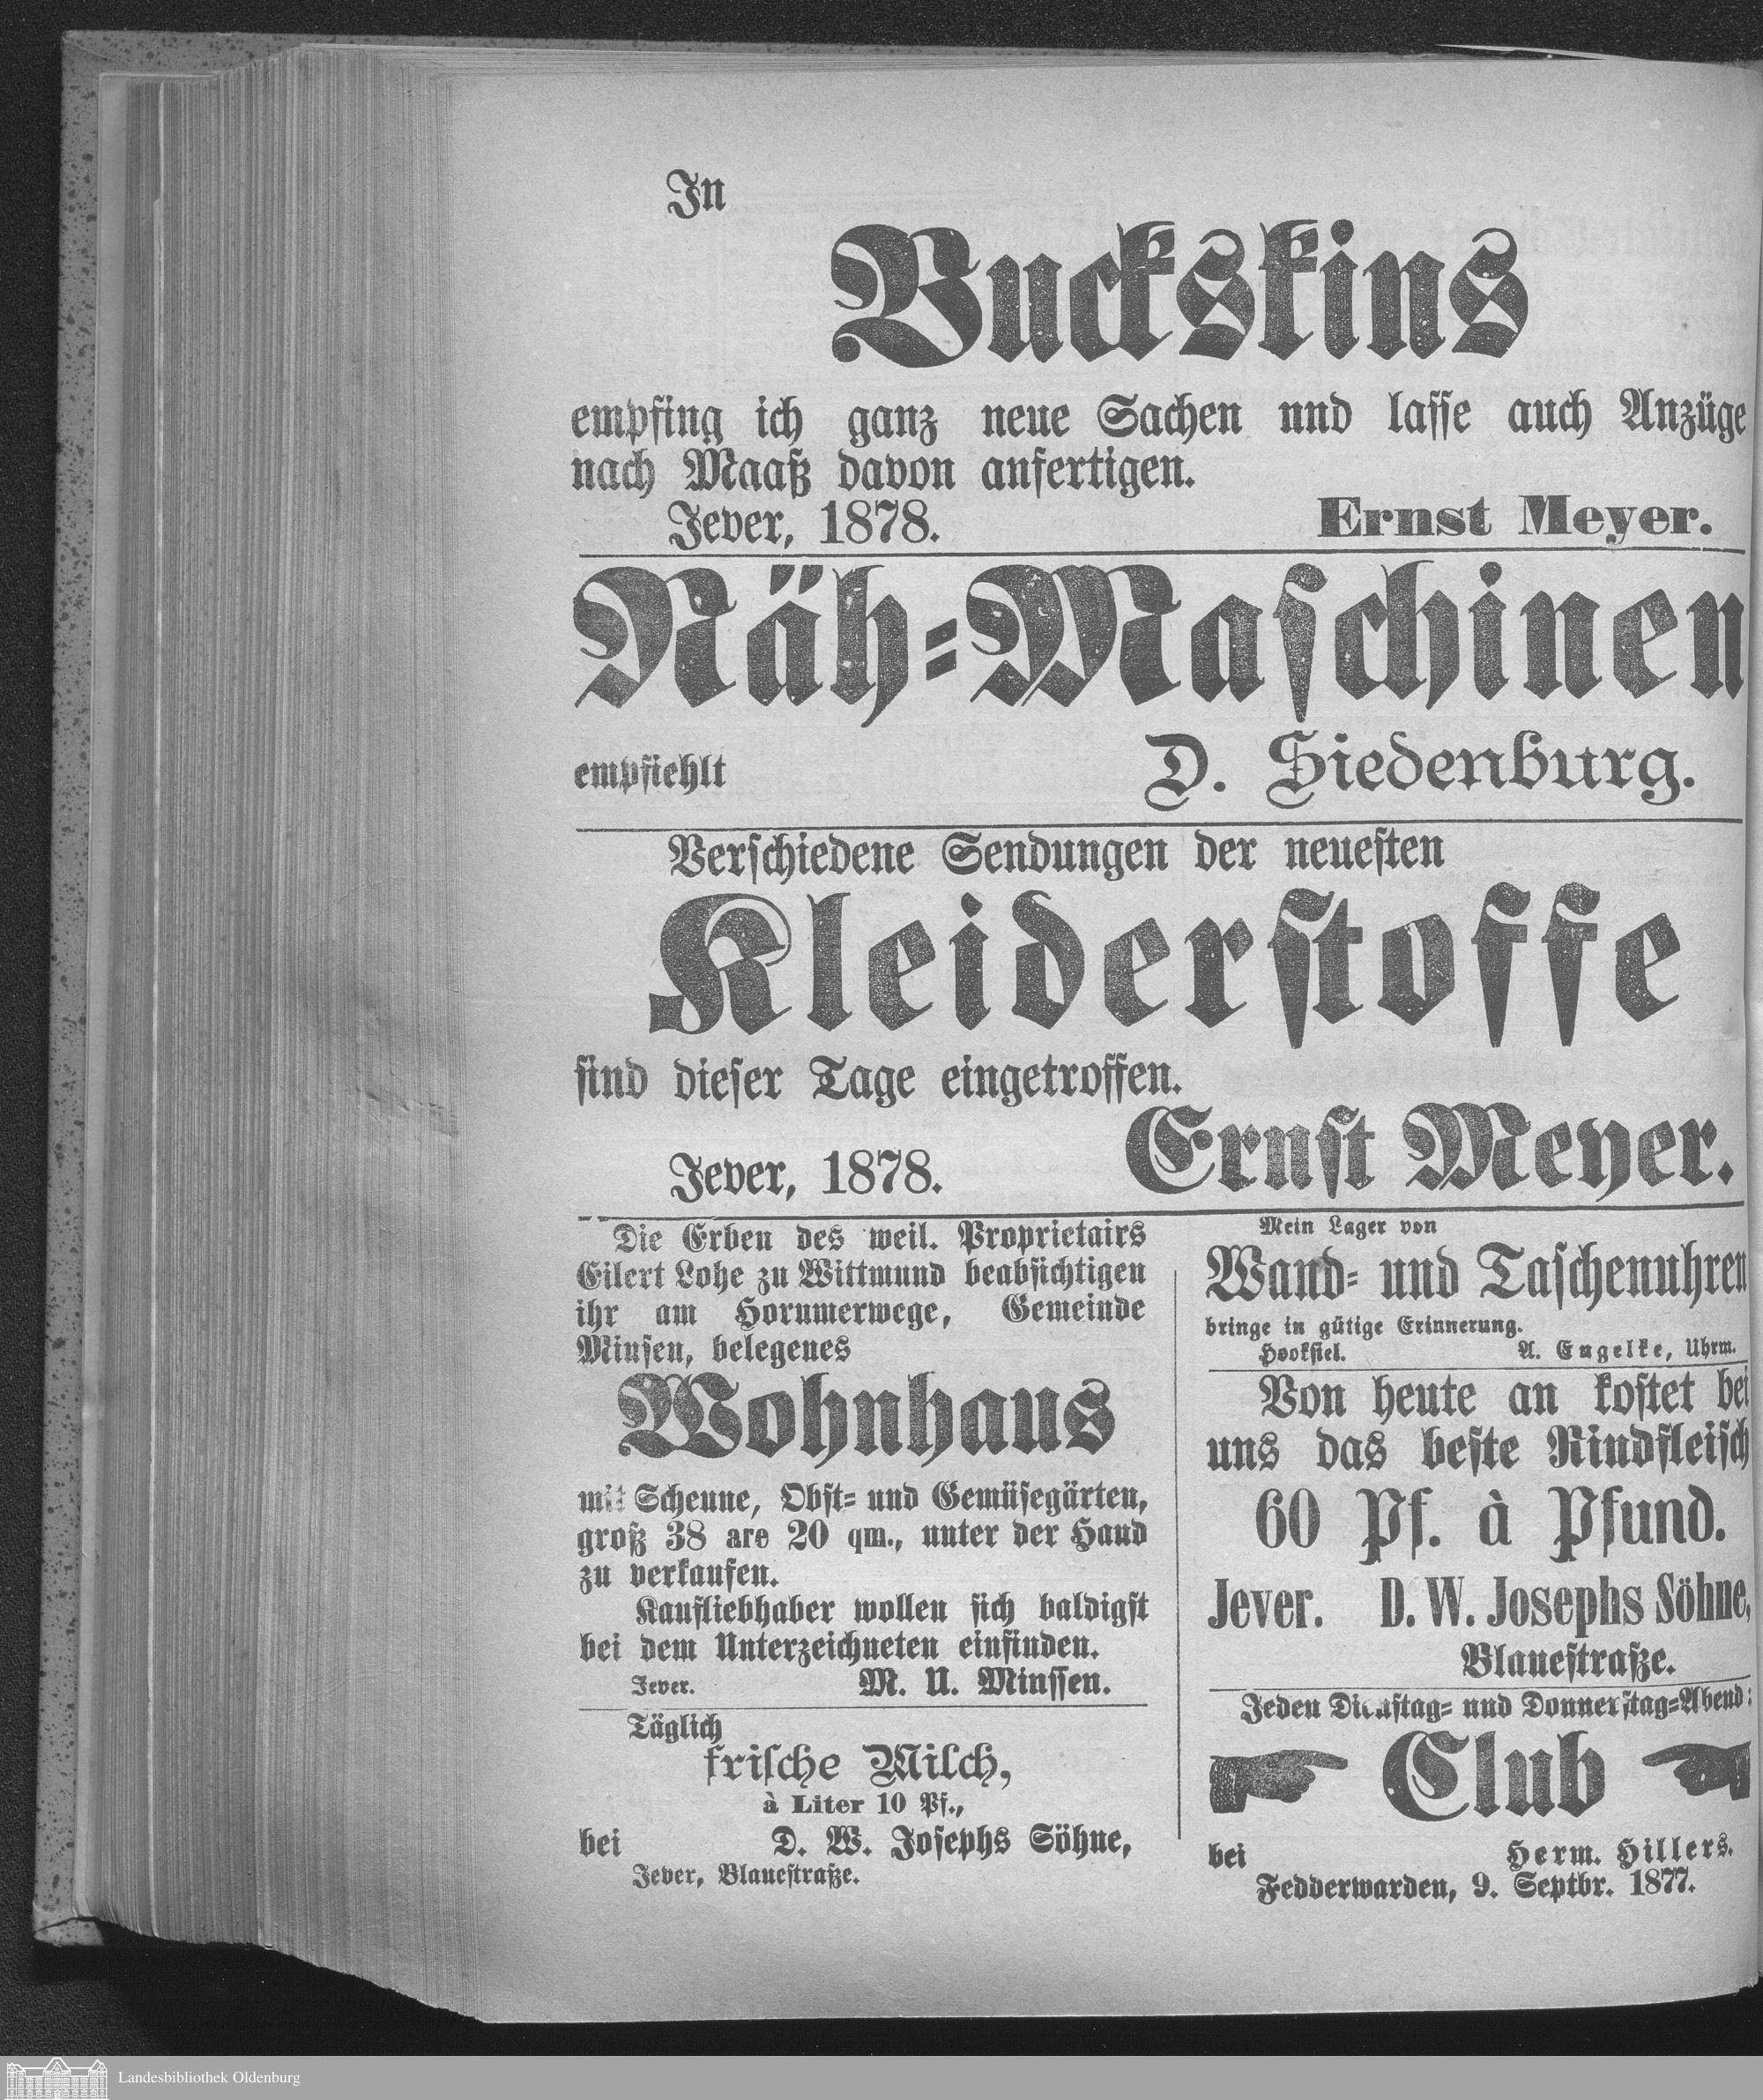 In
Buckskins
empfing ich ganz neue Sachen nnd lasse auch Anzüge
nach Maaß davon anfertigen.
Jever, 1878. Ernst Meyer.
Näh-Maschinen
empfiehlt D. Siedenburg.
Verschiedene Sendungen der neuesten
Kleiderstoffe
sind dieser Tage eingetroffen.
Jever, 1878. Ernst Meyer.
Die Erben des weil. Proprietairs
Eilert Lohe zu Wittmund beabsichtigen
ihr am Horumerwege, Gemeinde
Minsen, belegenes
Wohnhaus
mit Scheune, Obst- und Gemüsegärten,
groß 38 are 20 qm., unter der Hand
zu verkaufen.
Kaufliebhaber wollen sich baldigst
bei dem Unterzeichneten einfinden.
Jever. M. U. Minssen.
Täglich
frische Milch,
à Liter 10 Pf.,
bei D. W. Josephs Söhne,
Jever, Blauestraße.
Mein Lager von
Wand- und Taschenuhren
bringe in gütige Erinnerung.
Hooksiel. A. Engelke, Uhrm.
Von heute an kostet bei
uns das beste Rindfleisch
60 Pf. à Pfund.
Jever. D. W. Josephs Söhne,
Blauestraße.
Jeden Dienstag- und Donnerstag-Abend:
Club
bei Herm. Hillers.
Fedderwarden, 9. Septbr. 1877.
Landesbibliothek Oldenburg